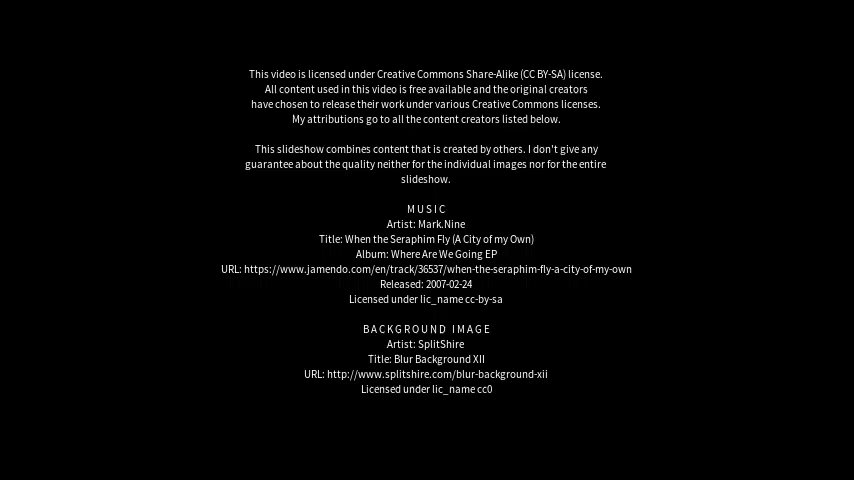 This video is licensed under Creative Commons Share-Alike (CC BY-SA) license.
All content used in this video is free available and the original creators
have chosen to release their work under various Creative Commons licenses.
My attributions go to all the content creators listed below.
This slideshow combines content that is created by others. I don't give any
guarantee about the quality neither for the individual images nor for the entire
slideshow.
MUSIC
Artist: Mark.Nine
Title: When the Seraphim Fly (A City of my Own)
Album: Where Are We Going EP
URL: https://www.jamendo.com/en/track/36537/when-the-seraphim-fly-a-city-of-my-own
Released: 2007-02-24
Licensed under lic_name cc-by-sa
BACKGROUND IMAGE
Artist: SplitShire
Title: Blur Background XII
URL: http://www.splitshire.com/blur-background-xii
Licensed under lic_name cc0